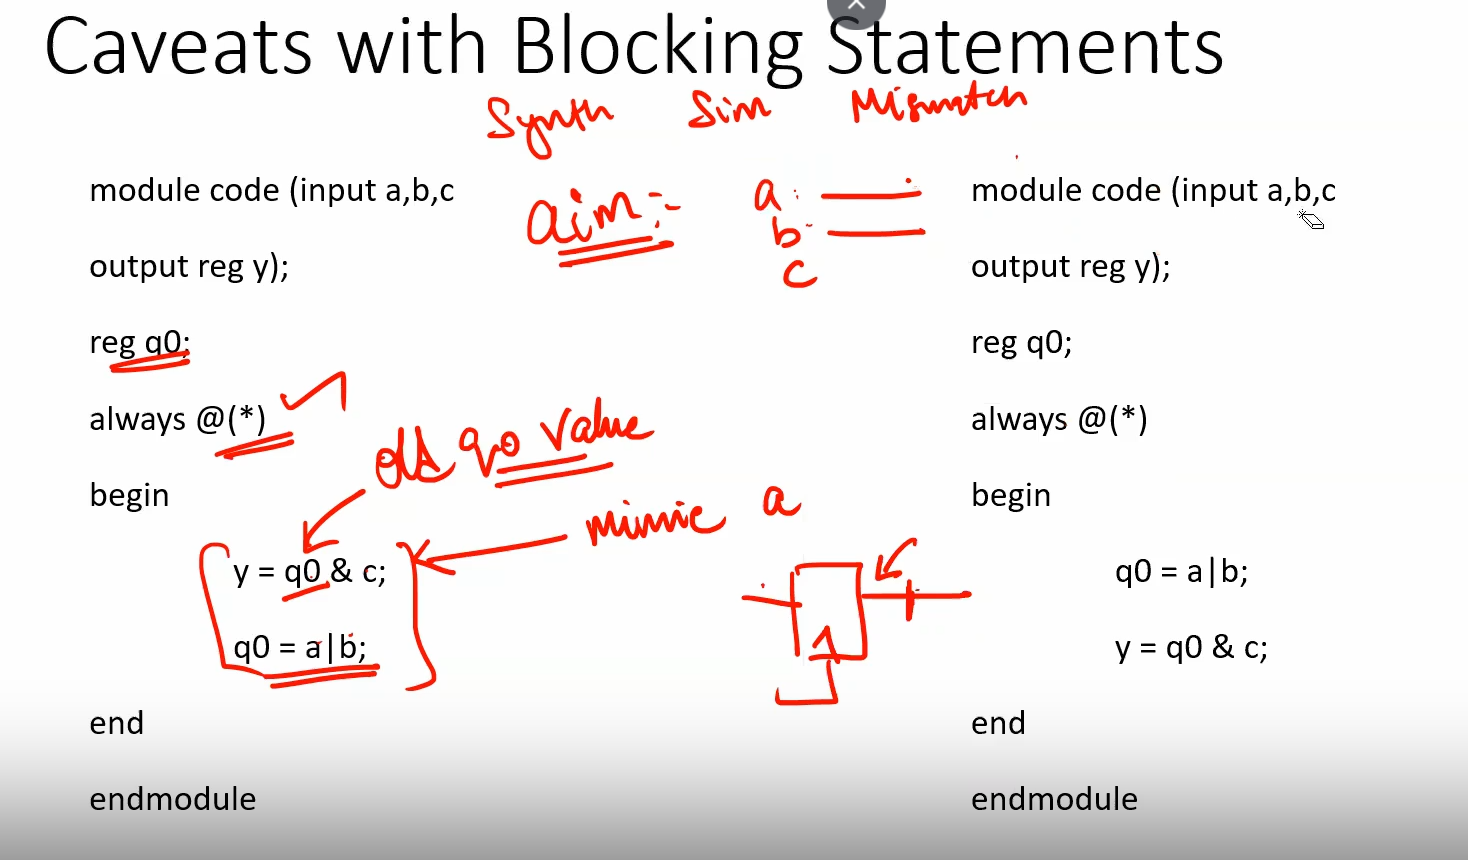 Caveats with Blocking Statements
Synth Sim Mismatch
module code (input a,b,c
output reg y);
reg q0;
always @(*)
begin
y = q0 & c;
q0 = a|b;
end
endmodule
aim:-
a
b
c
old q0 value
mimic a
module code (input a,b,c
output reg y);
reg q0;
always @(*)
begin
q0 = a|b;
y = q0 & c;
end
endmodule